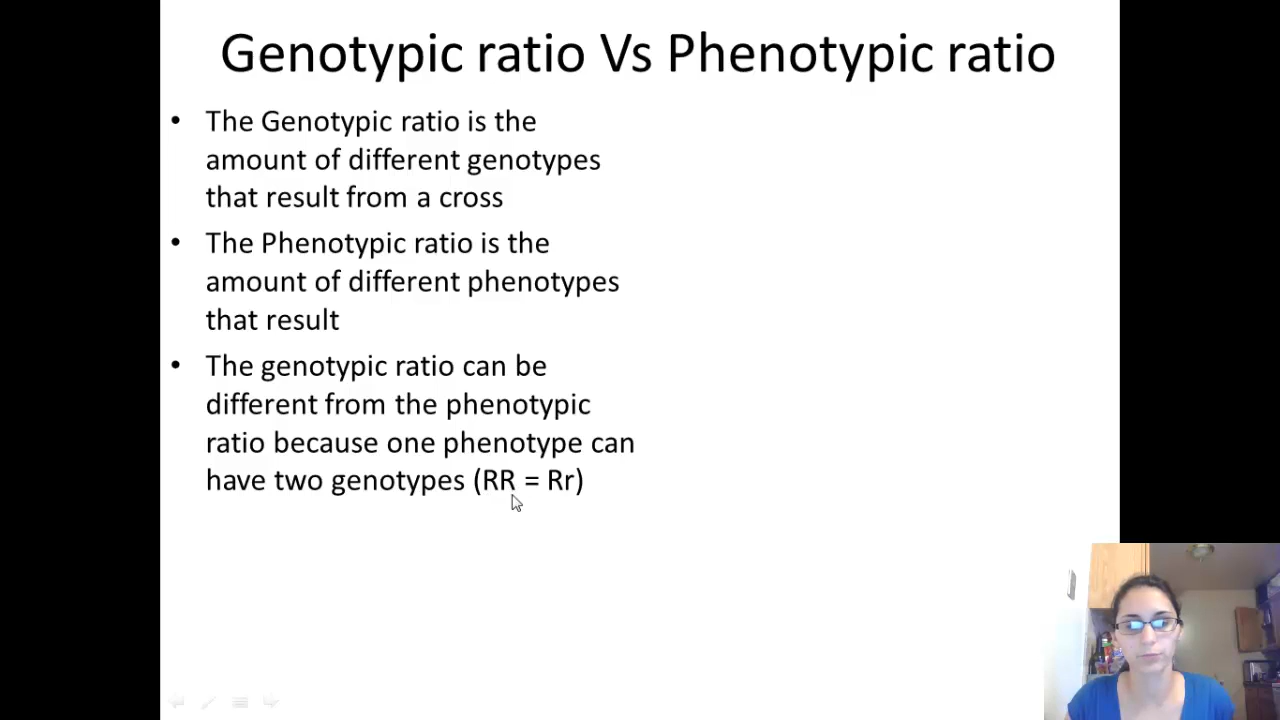 Genotypic ratio Vs Phenotypic ratio
• The Genotypic ratio is the
amount of different genotypes
that result from a cross
• The Phenotypic ratio is the
amount of different phenotypes
that result
• The genotypic ratio can be
different from the phenotypic
ratio because one phenotype can
have two genotypes (RR = Rr)